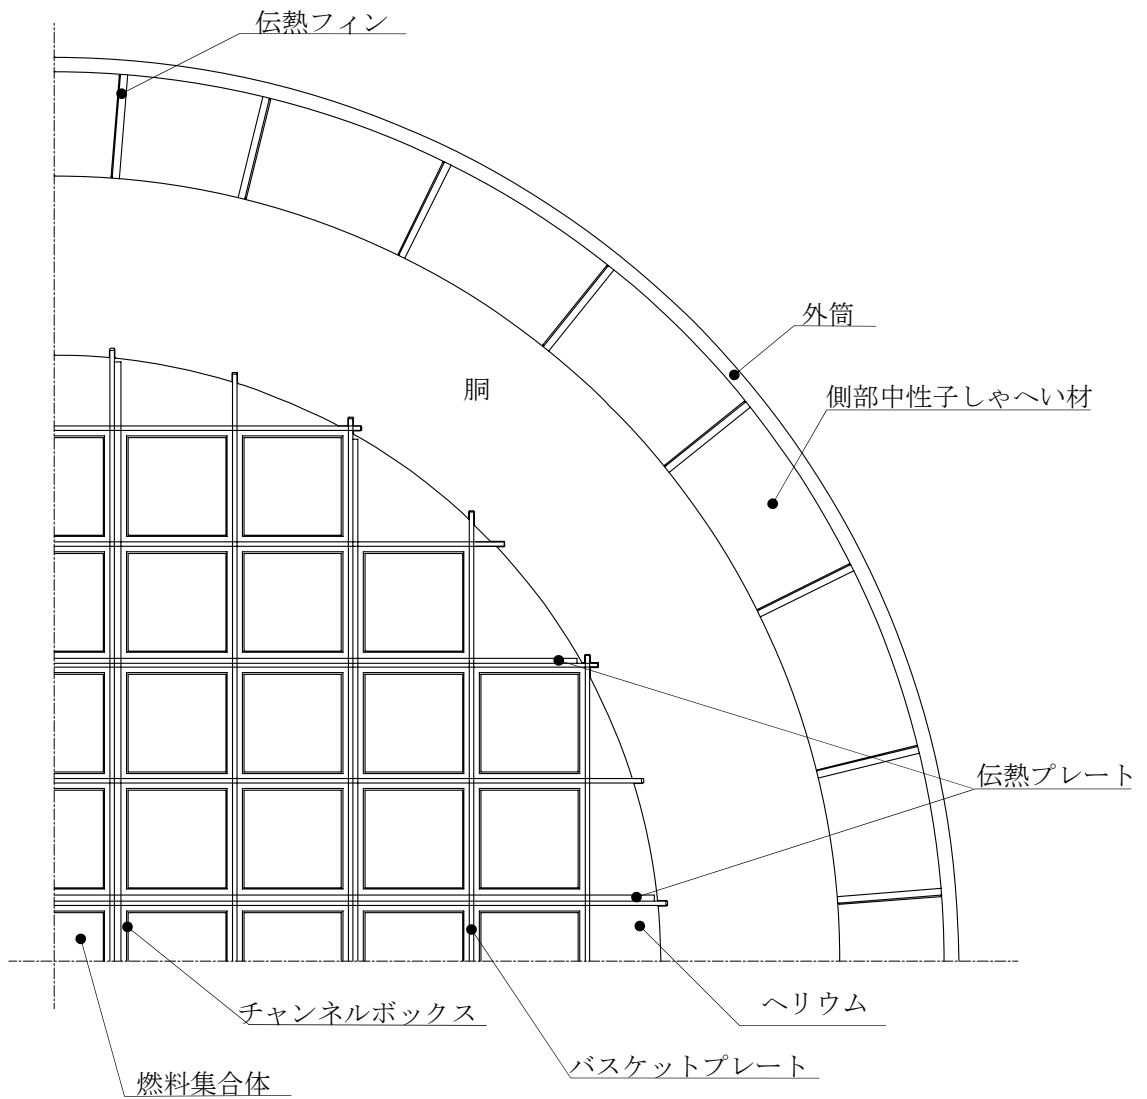 伝熱フィン
外筒
胴
側部中性子しゃへい材
伝熱プレート
ヘリウム
チャンネルボックス
バスケットプレート
燃料集合体